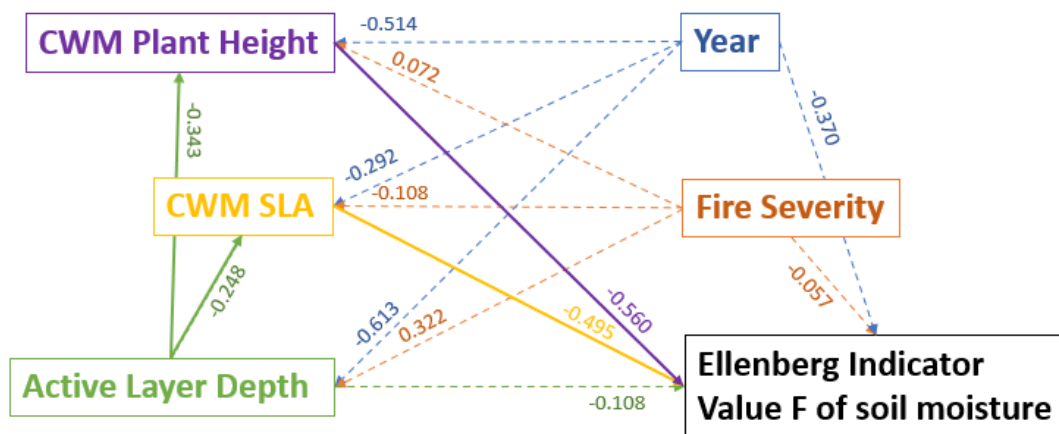 CWM Plant Height
-0.514
Year
0.072
-0.343
-0.370
-0.292
CWM SLA
-0.108
Fire Severity
-0.248
-0.057
-0.613
0.322
-0.495
-0.560
Active Layer Depth
-0.108
Ellenberg Indicator
Value F of soil moisture